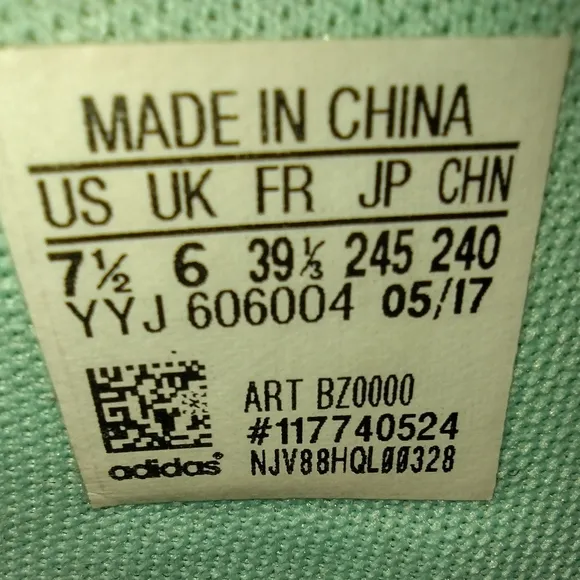 MADE IN CHINA
US UK FR JP CHN
7½ 6 39⅓ 245 240
YYJ 606004 05/17
ART BZ0000
#117740524
adidas®
NJV88HQL00328